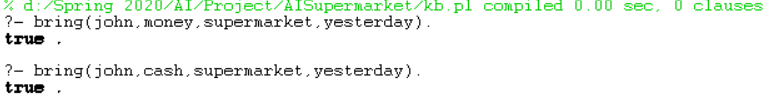 % d:/Spring 2020/AI/Project/AISupermarket/kb.pl compiled 0.00 sec, 0 clauses
?- bring(john,money,supermarket,yesterday).
true .
?- bring(john,cash,supermarket,yesterday).
true .